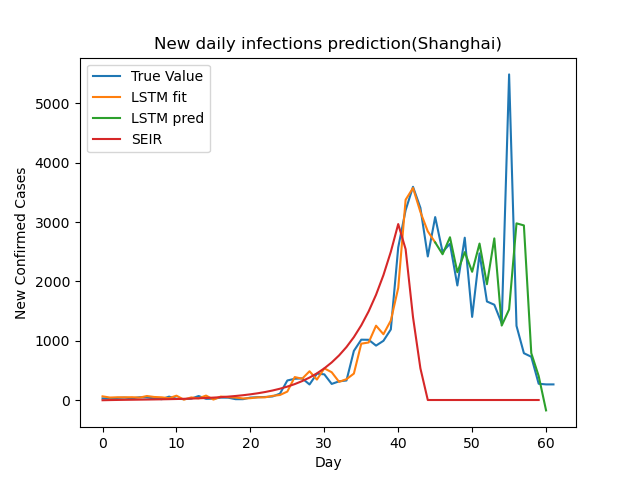 New daily infections prediction(Shanghai)
True Value
LSTM fit
LSTM pred
SEIR
New Confirmed Cases
5000
4000
3000
2000
1000
0
0 10 20 30 40 50 60
Day